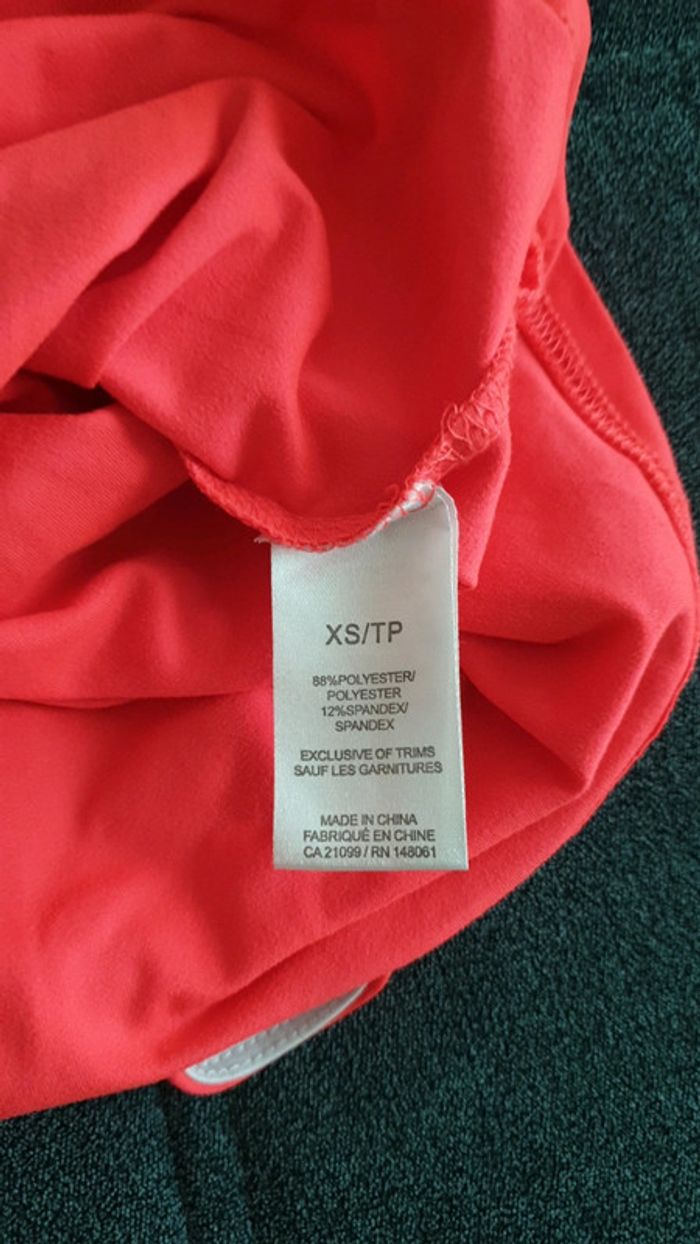 XS/TP
88%POLYESTER/
POLYESTER
12%SPANDEX/
SPANDEX
EXCLUSIVE OF TRIMS
SAUF LES GARNITURES
MADE IN CHINA
FABRIQUÉ EN CHINE
CA 21099 / RN 148061